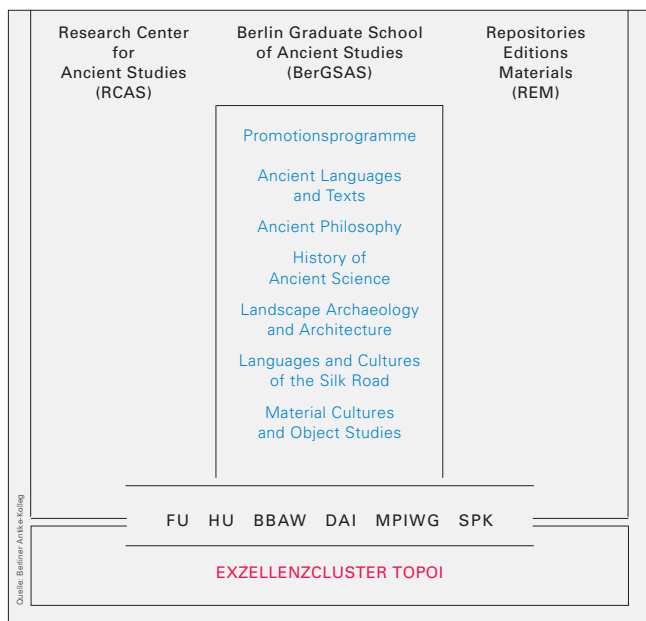 Research Center
for
Ancient Studies
(RCAS)
Berlin Graduate School
of Ancient Studies
(BerGSAS)
Repositories
Editions
Materials
(REM)
Promotionsprogramme
Ancient Languages
and Texts
Ancient Philosophy
History of
Ancient Science
Landscape Archaeology
and Architecture
Languages and Cultures
of the Silk Road
Material Cultures
and Object Studies
FU HU BBAW DAI MPIWG SPK
EXZELLENZCLUSTER TOPOI
Quelle: Berliner Antike-Kolleg